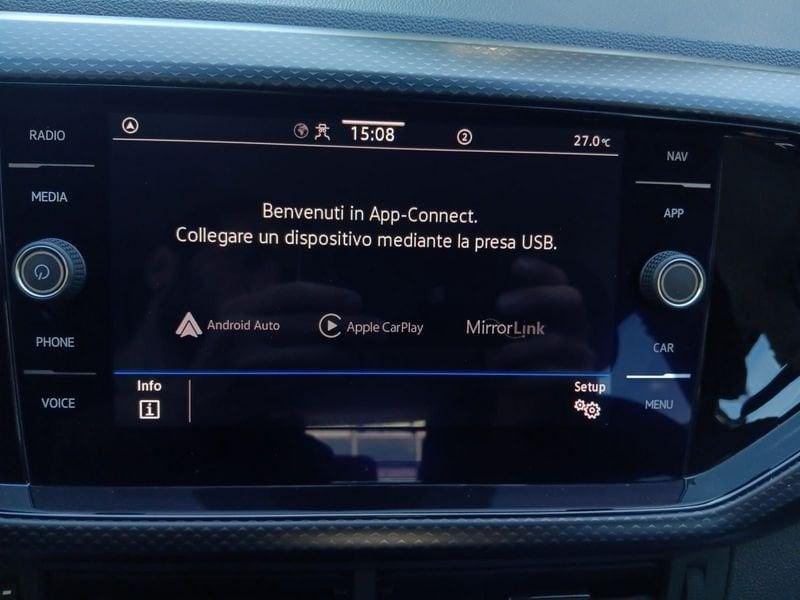 RADIO
MEDIA
PHONE
VOICE
15:08
2
27.0°C
Benvenuti in App-Connect.
Collegare un dispositivo mediante la presa USB.
Android Auto
Apple CarPlay
MirrorLink
Info
i
Setup
NAV
APP
CAR
MENU